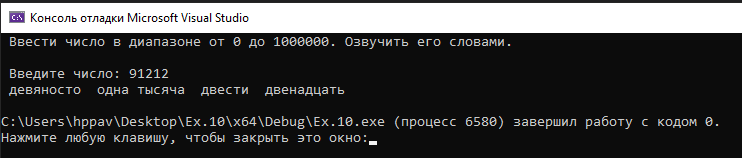 Консоль отладки Microsoft Visual Studio
Ввести число в диапазоне от 0 до 1000000. Озвучить его словами.
Введите число: 91212
девяносто  одна тысяча  двести  двенадцать
C:\Users\hppav\Desktop\Ex.10\x64\Debug\Ex.10.exe (процесс 6580) завершил работу с кодом 0.
Нажмите любую клавишу, чтобы закрыть это окно: